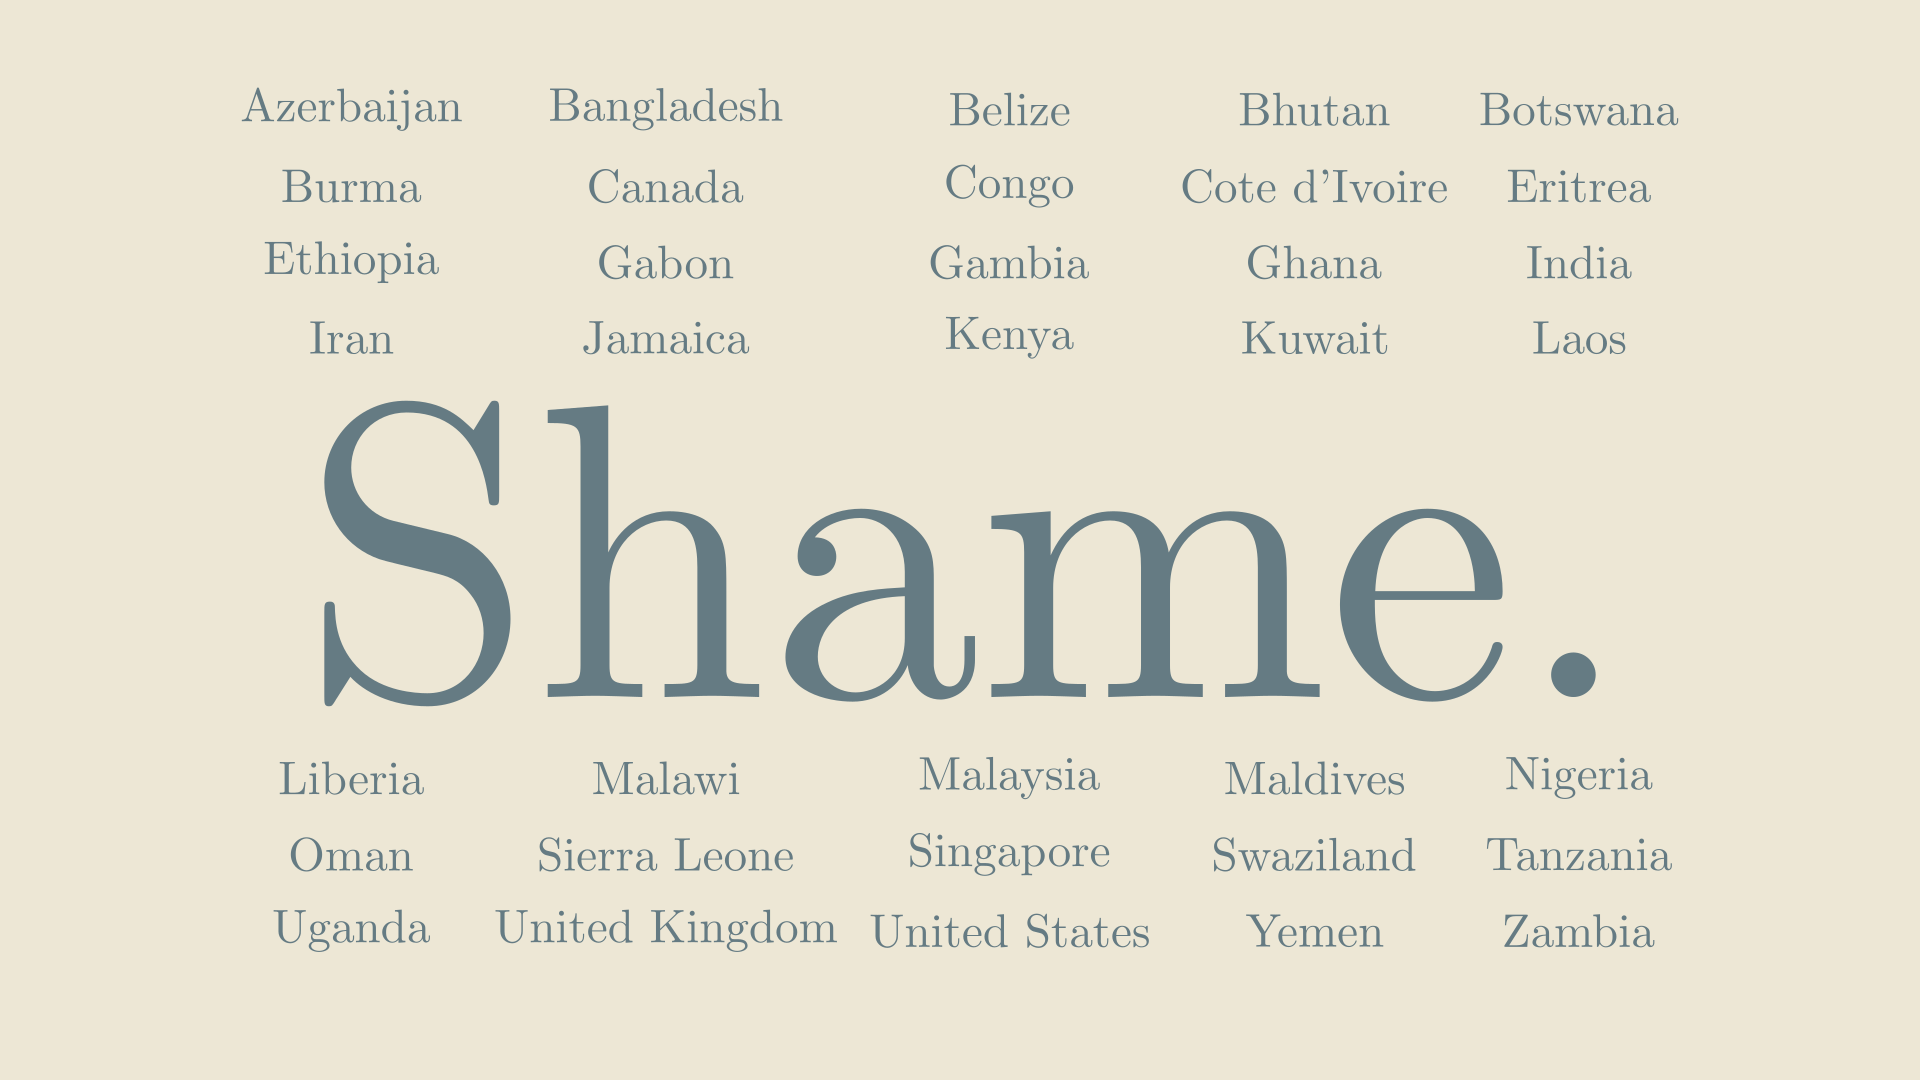 Azerbaijan Bangladesh Belize Bhutan Botswana
Burma Canada Congo Cote d'Ivoire Eritrea
Ethiopia Gabon Gambia Ghana India
Iran Jamaica Kenya Kuwait Laos
Shame.
Liberia Malawi Malaysia Maldives Nigeria
Oman Sierra Leone Singapore Swaziland Tanzania
Uganda United Kingdom United States Yemen Zambia